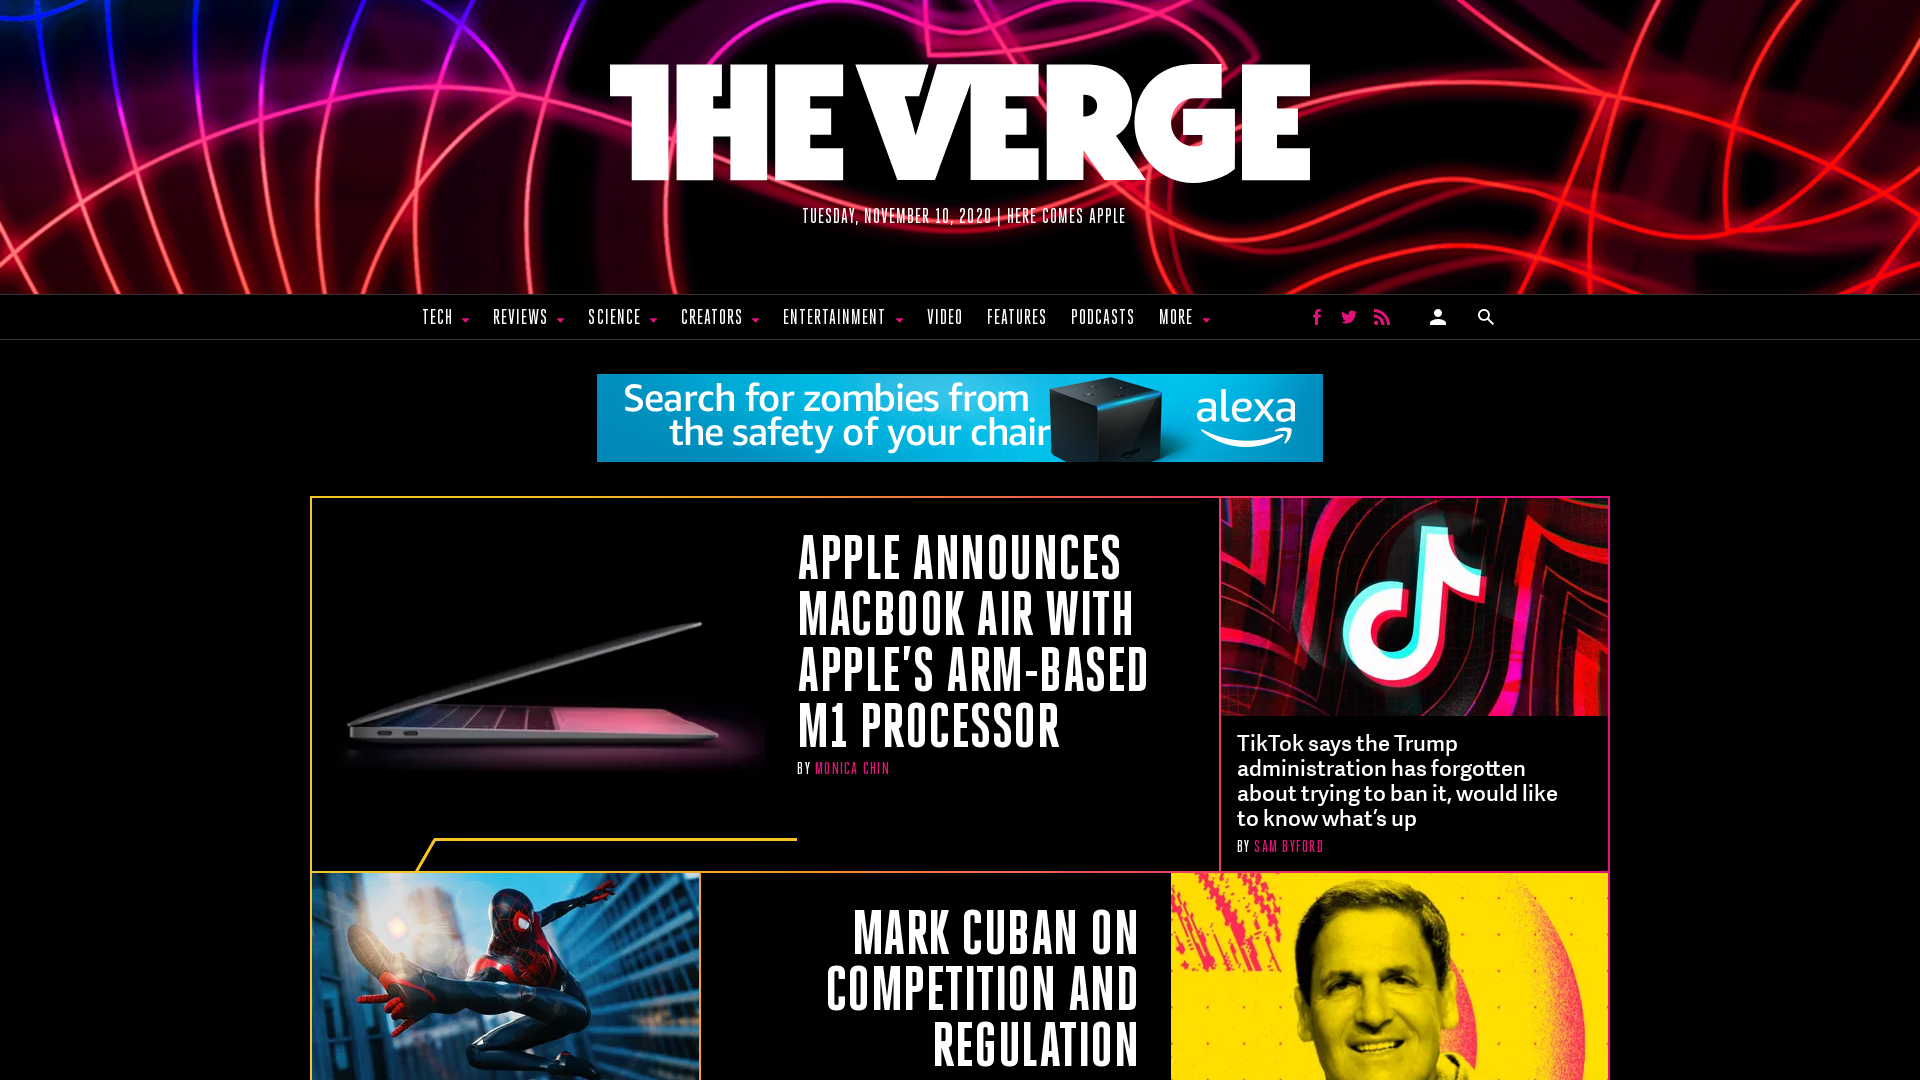 THE VERGE
TUESDAY, NOVEMBER 10, 2020 | HERE COMES APPLE
TECH REVIEWS SCIENCE CREATORS ENTERTAINMENT VIDEO FEATURES PODCASTS MORE
Search for zombies from
the safety of your chair
alexa
APPLE ANNOUNCES
MACBOOK AIR WITH
APPLE’S ARM-BASED
M1 PROCESSOR
BY MONICA CHIN
TikTok says the Trump
administration has forgotten
about trying to ban it, would like
to know what’s up
BY SAM BYFORD
MARK CUBAN ON
COMPETITION AND
REGULATION